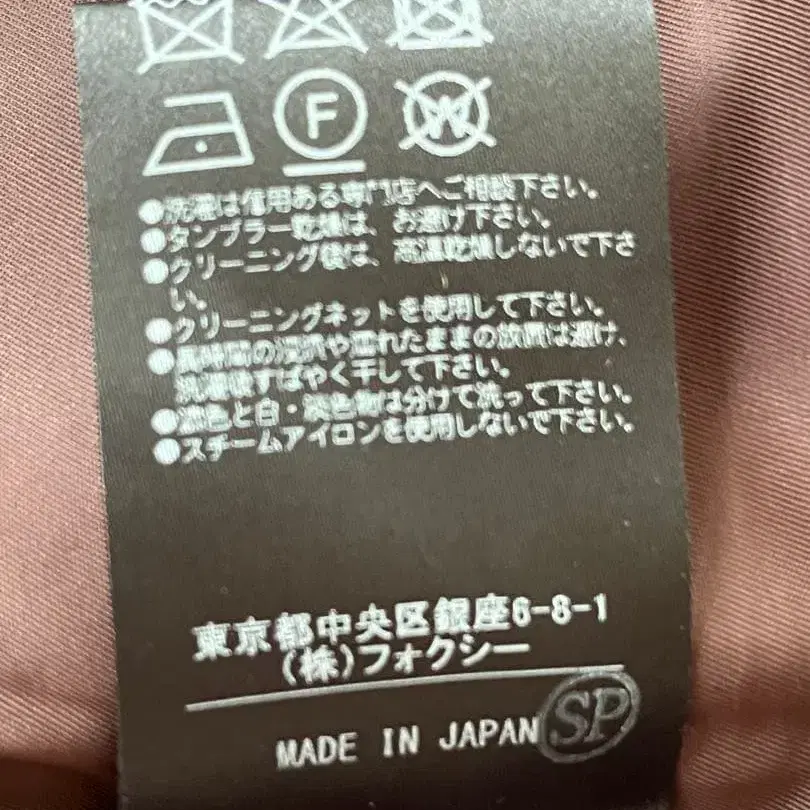 F
W
●洗濯は信用ある専門店へご相談下さい。
●タンブラー乾燥は、お避け下さい。
●クリーニング後は、高温乾燥しないで下さ
い。
●クリーニングネットを使用して下さい。
●長時間の浸漬や濡れたままの放置は避け、
洗濯後すばやく干して下さい。
●濃色と白・淡色物は分けて洗って下さい。
●スチームアイロンを使用しないで下さい。
東京都中央区銀座6-8-1
(株)フォクシー
MADE IN JAPAN SP